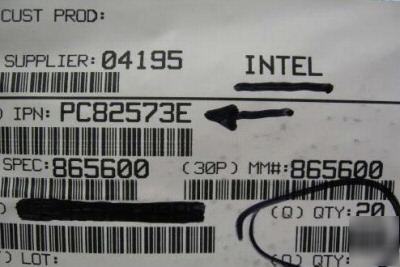 CUST PROD:
SUPPLIER: 04195
INTEL
) IPN: PC82573E
SPEC: 865600
(30P) MM#: 865600
)
(Q) QTY: 20
) LOT: